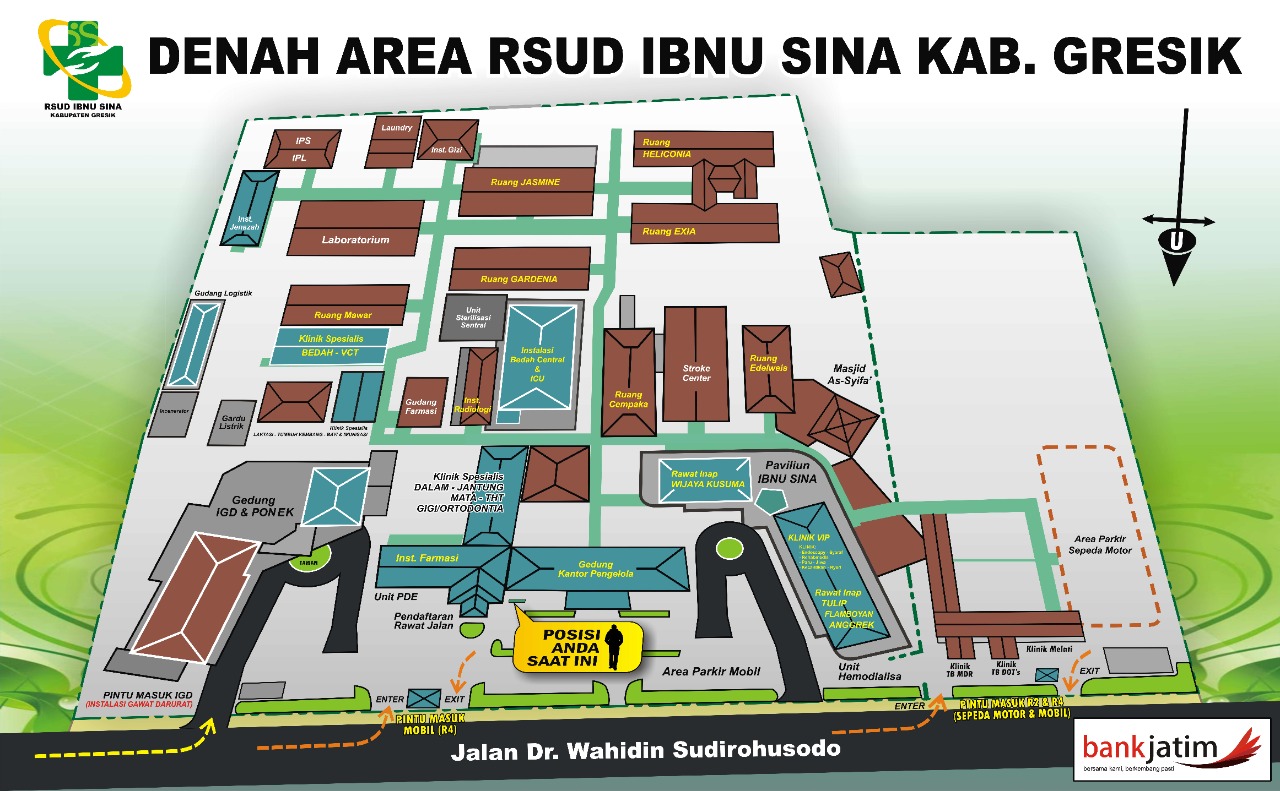 DENAH AREA RSUD IBNU SINA KAB. GRESIK
RSUD IBNU SINA
KABUPATEN GRESIK
IPS
IPL
Laundry
Inst. Gizi
Inst.
Jenazah
Ruang JASMINE
Ruang
HELICONIA
Ruang EXIA
Laboratorium
Ruang GARDENIA
Gudang Logistik
Ruang Mawar
Klinik Spesialis
BEDAH - VCT
Unit
Sterilisasi
Sentral
Instalasi
Bedah Central
&
ICU
Incenerator
Gardu
Listrik
Gudang
Farmasi
Inst.
Radiologi
Ruang
Cempaka
Stroke
Center
Ruang
Edelweis
Masjid
As-Syifa'
Gedung
IGD & PONEK
TAMAN
Klinik Spesialis
DALAM - JANTUNG
MATA - THT
GIGI/ORTODONTIA
Inst. Farmasi
Unit PDE
Pendaftaran
Rawat Jalan
Gedung
Kantor Pengelola
Paviliun
IBNU SINA
Rawat Inap
WIJAYA KUSUMA
KLINIK VIP
Rawat Inap
TULIP
FLAMBOYAN
ANGGREK
POSISI
ANDA
SAAT INI
Area Parkir Mobil
Unit
Hemodialisa
Klinik
TB MDR
Klinik
TB DOT's
Klinik Melati
Area Parkir
Sepeda Motor
PINTU MASUK IGD
(INSTALASI GAWAT DARURAT)
ENTER
EXIT
PINTU MASUK
MOBIL (R4)
ENTER
EXIT
PINTU MASUK R2 & R4
(SEPEDA MOTOR & MOBIL)
Jalan Dr. Wahidin Sudirohusodo
U
bankjatim